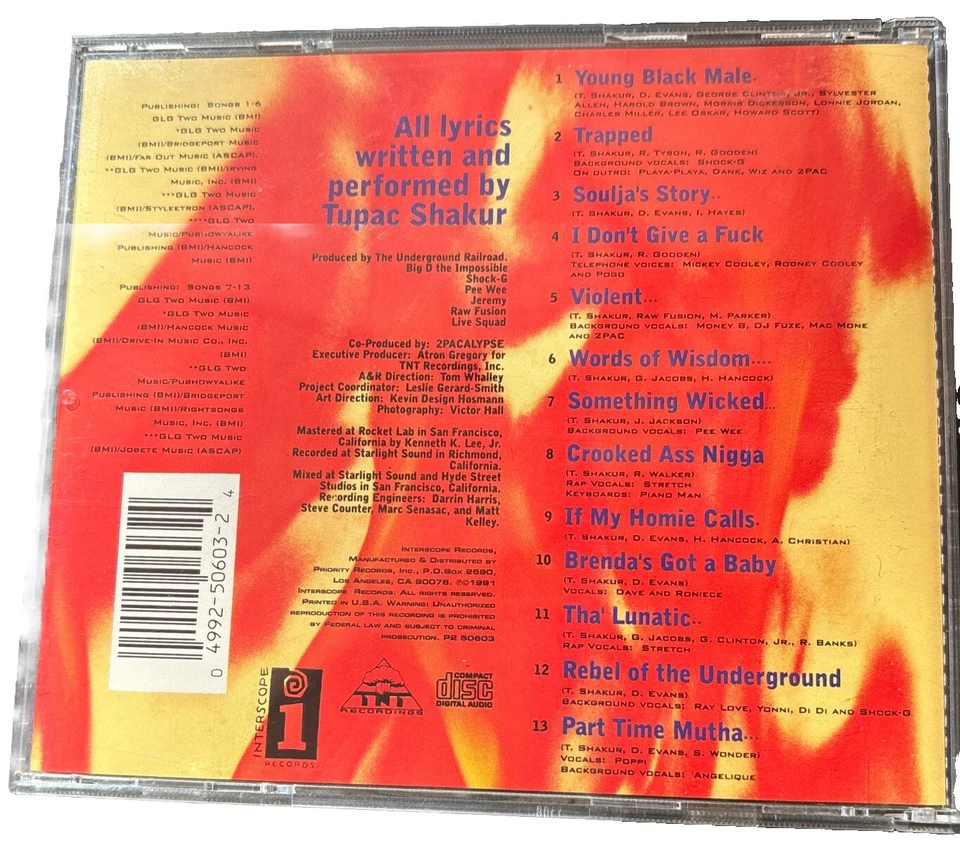 Publishing: Songs 1-6
GLG Two Music (BMI)
*GLG Two Music
(BMI)/Bridgeport Music
(BMI)/Far Out Music (ASCAP).
**GLG Two Music (BMI)/Irving
Music, Inc. (BMI)
***GLG Two Music
(BMI)/Styleetron (ASCAP).
****GLG Two
Music/Pubhowyalike
Publishing (BMI)/Hancock
Music (BMI)
Publishing: Songs 7-13
GLG Two Music (BMI)
*GLG Two Music
(BMI)/Hancock Music
(BMI)/Drive-In Music Co., Inc.
(BMI)
**GLG Two
Music/Pubhowyalike
Publishing (BMI)/Bridgeport
Music (BMI)/Rightsongs
Music, Inc. (BMI)
***GLG Two Music
(BMI)/Jobete Music (ASCAP)
0 4992-50603-2 4
All lyrics
written and
performed by
Tupac Shakur
Produced by The Underground Railroad.
Big D the Impossible
Shock-G
Pee Wee
Jeremy
Raw Fusion
Live Squad
Co-Produced by: 2PACALYPSE
Executive Producer: Atron Gregory for
TNT Recordings, Inc.
A&R Direction: Tom Whalley
Project Coordinator: Leslie Gerard-Smith
Art Direction: Kevin Design Hosmann
Photography: Victor Hall
Mastered at Rocket Lab in San Francisco,
California by Kenneth K. Lee, Jr.
Recorded at Starlight Sound in Richmond,
California.
Mixed at Starlight Sound and Hyde Street
Studios in San Francisco, California.
Recording Engineers: Darrin Harris,
Steve Counter, Marc Senasac, and Matt
Kelley.
Interscope Records,
Manufactured & Distributed by
Priority Records, Inc., P.O.Box 2590,
Los Angeles, CA 90078. ℗©1991
Interscope Records. All rights reserved.
Printed in U.S.A. Warning: Unauthorized
reproduction of this recording is prohibited
by Federal law and subject to criminal
prosecution. P2 50603
INTERSCOPE
i
RECORDS
TNT
RECORDINGS
COMPACT
disc
DIGITAL AUDIO
1 Young Black Male·
(T. Shakur, D. Evans, George Clinton, Jr., Sylvester
Allen, Harold Brown, Morris Dickerson, Lonnie Jordan,
Charles Miller, Lee Oskar, Howard Scott)
2 Trapped
(T. Shakur, R. Tyson, R. Gooden)
Background vocals: Shock-G
On outro: Playa-Playa, Dank, Wiz and 2PAC
3 Soulja's Story··
(T. Shakur, D. Evans, I. Hayes)
4 I Don't Give a Fuck
(T. Shakur, R. Gooden)
Telephone voices: Mickey Cooley, Rodney Cooley
and Pogo
5 Violent···
(T. Shakur, Raw Fusion, M. Parker)
Background vocals: Money B, DJ Fuze, Mac Mone
and 2PAC
6 Words of Wisdom····
(T. Shakur, G. Jacobs, H. Hancock)
7 Something Wicked···
(T. Shakur, J. Jackson)
Background vocals: Pee Wee
8 Crooked Ass Nigga
(T. Shakur, R. Walker)
Rap vocals: Stretch
Keyboards: Piano Man
9 If My Homie Calls·
(T. Shakur, D. Evans, H. Hancock, A. Christian)
10 Brenda's Got a Baby
(T. Shakur, D. Evans)
Vocals: Dave and Roniece
11 Tha' Lunatic··
(T. Shakur, G. Jacobs, G. Clinton, Jr., R. Banks)
Rap Vocals: Stretch
12 Rebel of the Underground
(T. Shakur, D. Evans)
Background vocals: Ray Love, Yonni, Di Di and Shock-G
13 Part Time Mutha···
(T. Shakur, D. Evans, S. Wonder)
Vocals: Poppi
Background vocals: Angelique